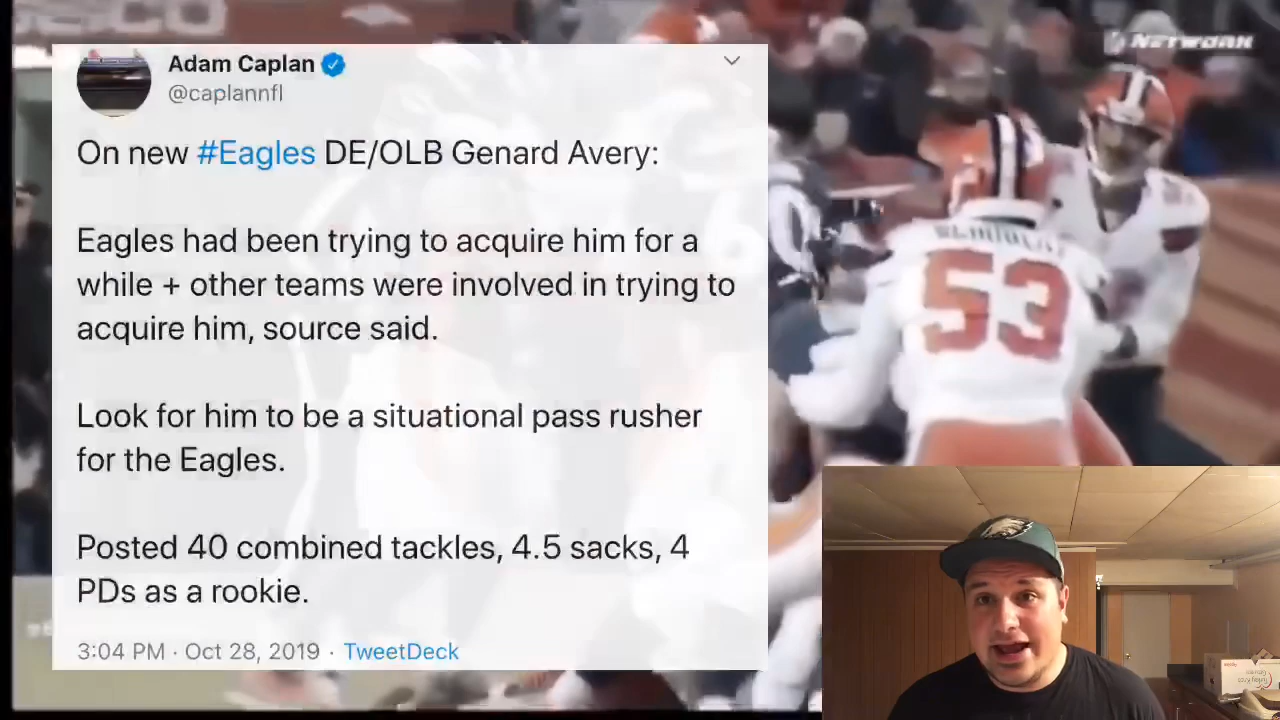 Adam Caplan
@caplannfl
On new #Eagles DE/OLB Genard Avery:
Eagles had been trying to acquire him for a
while + other teams were involved in trying to
acquire him, source said.
Look for him to be a situational pass rusher
for the Eagles.
Posted 40 combined tackles, 4.5 sacks, 4
PDs as a rookie.
3:04 PM · Oct 28, 2019 · TweetDeck
NETWORK
53